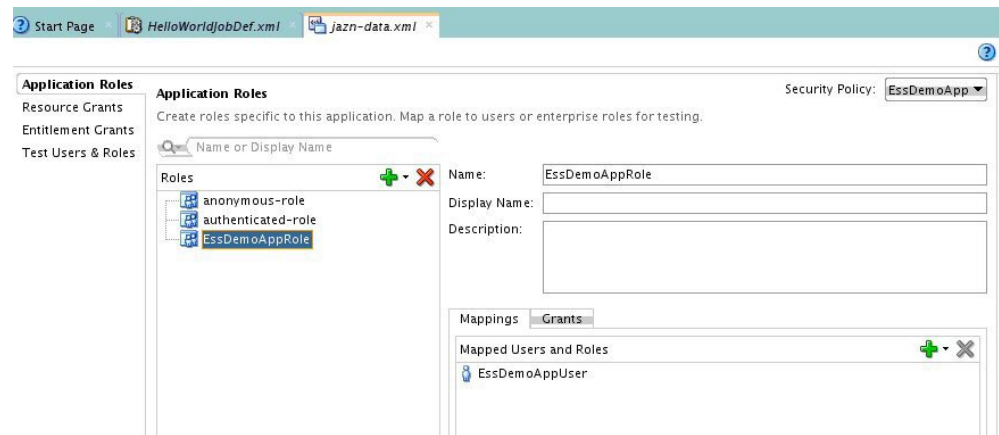 Start Page
HelloWorldJobDef.xml
jazn-data.xml
Application Roles
Resource Grants
Entitlement Grants
Test Users & Roles
Application Roles
Security Policy: EssDemoApp
Create roles specific to this application. Map a role to users or enterprise roles for testing.
Name or Display Name
Roles
anonymous-role
authenticated-role
EssDemoAppRole
Name: EssDemoAppRole
Display Name:
Description:
Mappings
Grants
Mapped Users and Roles
EssDemoAppUser